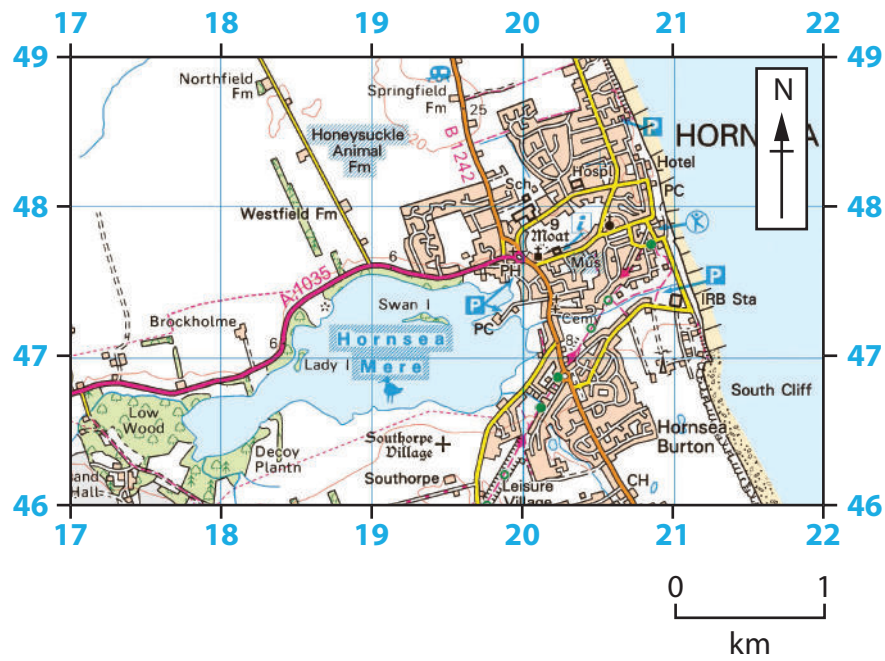 17 18 19 20 21 22
49 49
Northfield
Fm
Springfield
Fm
25
20
B 1242
HORNSEA
N
P
Honeysuckle
Animal
Fm
Hospl
Hotel
Sch
PC
48 48
Westfield Fm
9
Moat
i
Mus
6
A 1035
PH
P
P
Swan I
IRB Sta
Brockholme
PC
Cemy
Hornsea
Mere
6
8
47 47
Lady I
South Cliff
Low
Wood
Decoy
Plantn
Southorpe
Village
Hornsea
Burton
Southorpe
and
Hall
Leisure
Village
CH
46 46
17 18 19 20 21 22
0 1
km